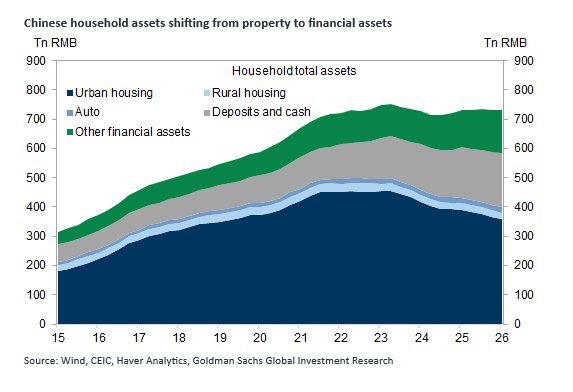 Chinese household assets shifting from property to financial assets
Tn RMB Tn RMB
900 900
Household total assets
800 Urban housing Rural housing 800
Auto Deposits and cash
700 Other financial assets 700
600 600
500 500
400 400
300 300
200 200
100 100
0 0
15 16 17 18 19 20 21 22 23 24 25 26
Source: Wind, CEIC, Haver Analytics, Goldman Sachs Global Investment Research